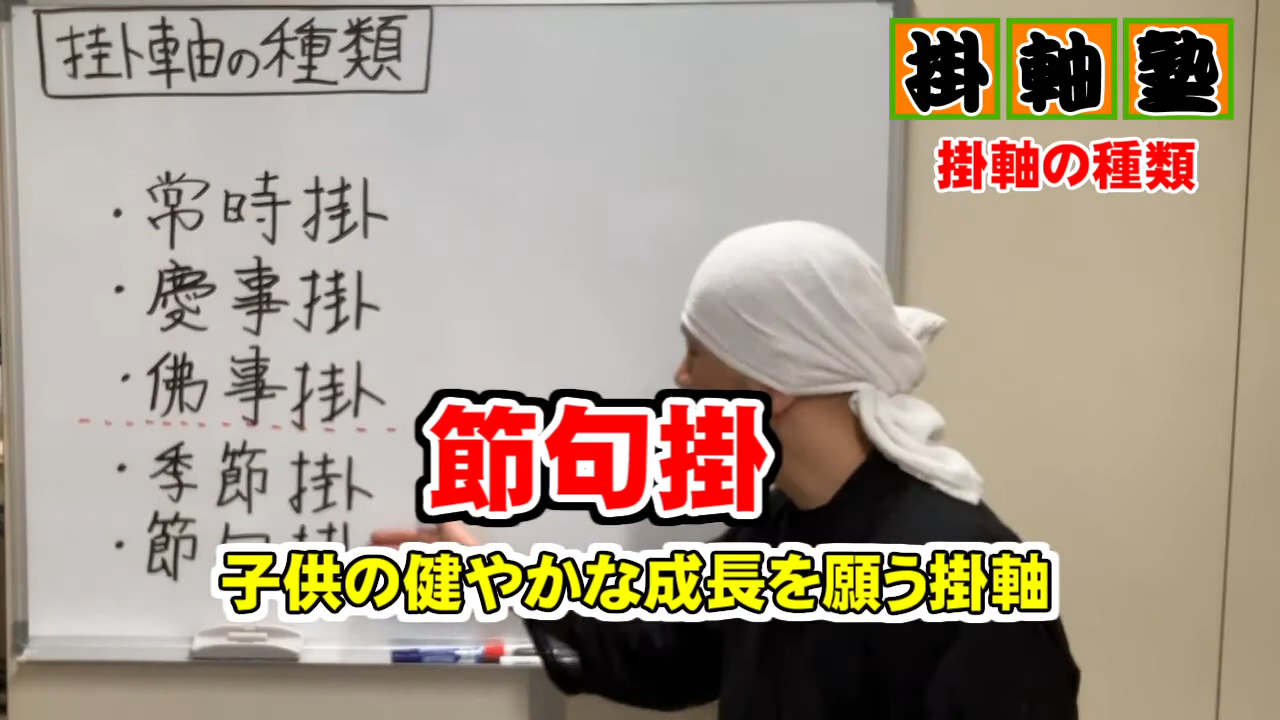 掛軸の種類
掛軸塾
掛軸の種類
・常時掛
・慶事掛
・佛事掛
・季節掛
・節句掛
節句掛
子供の健やかな成長を願う掛軸